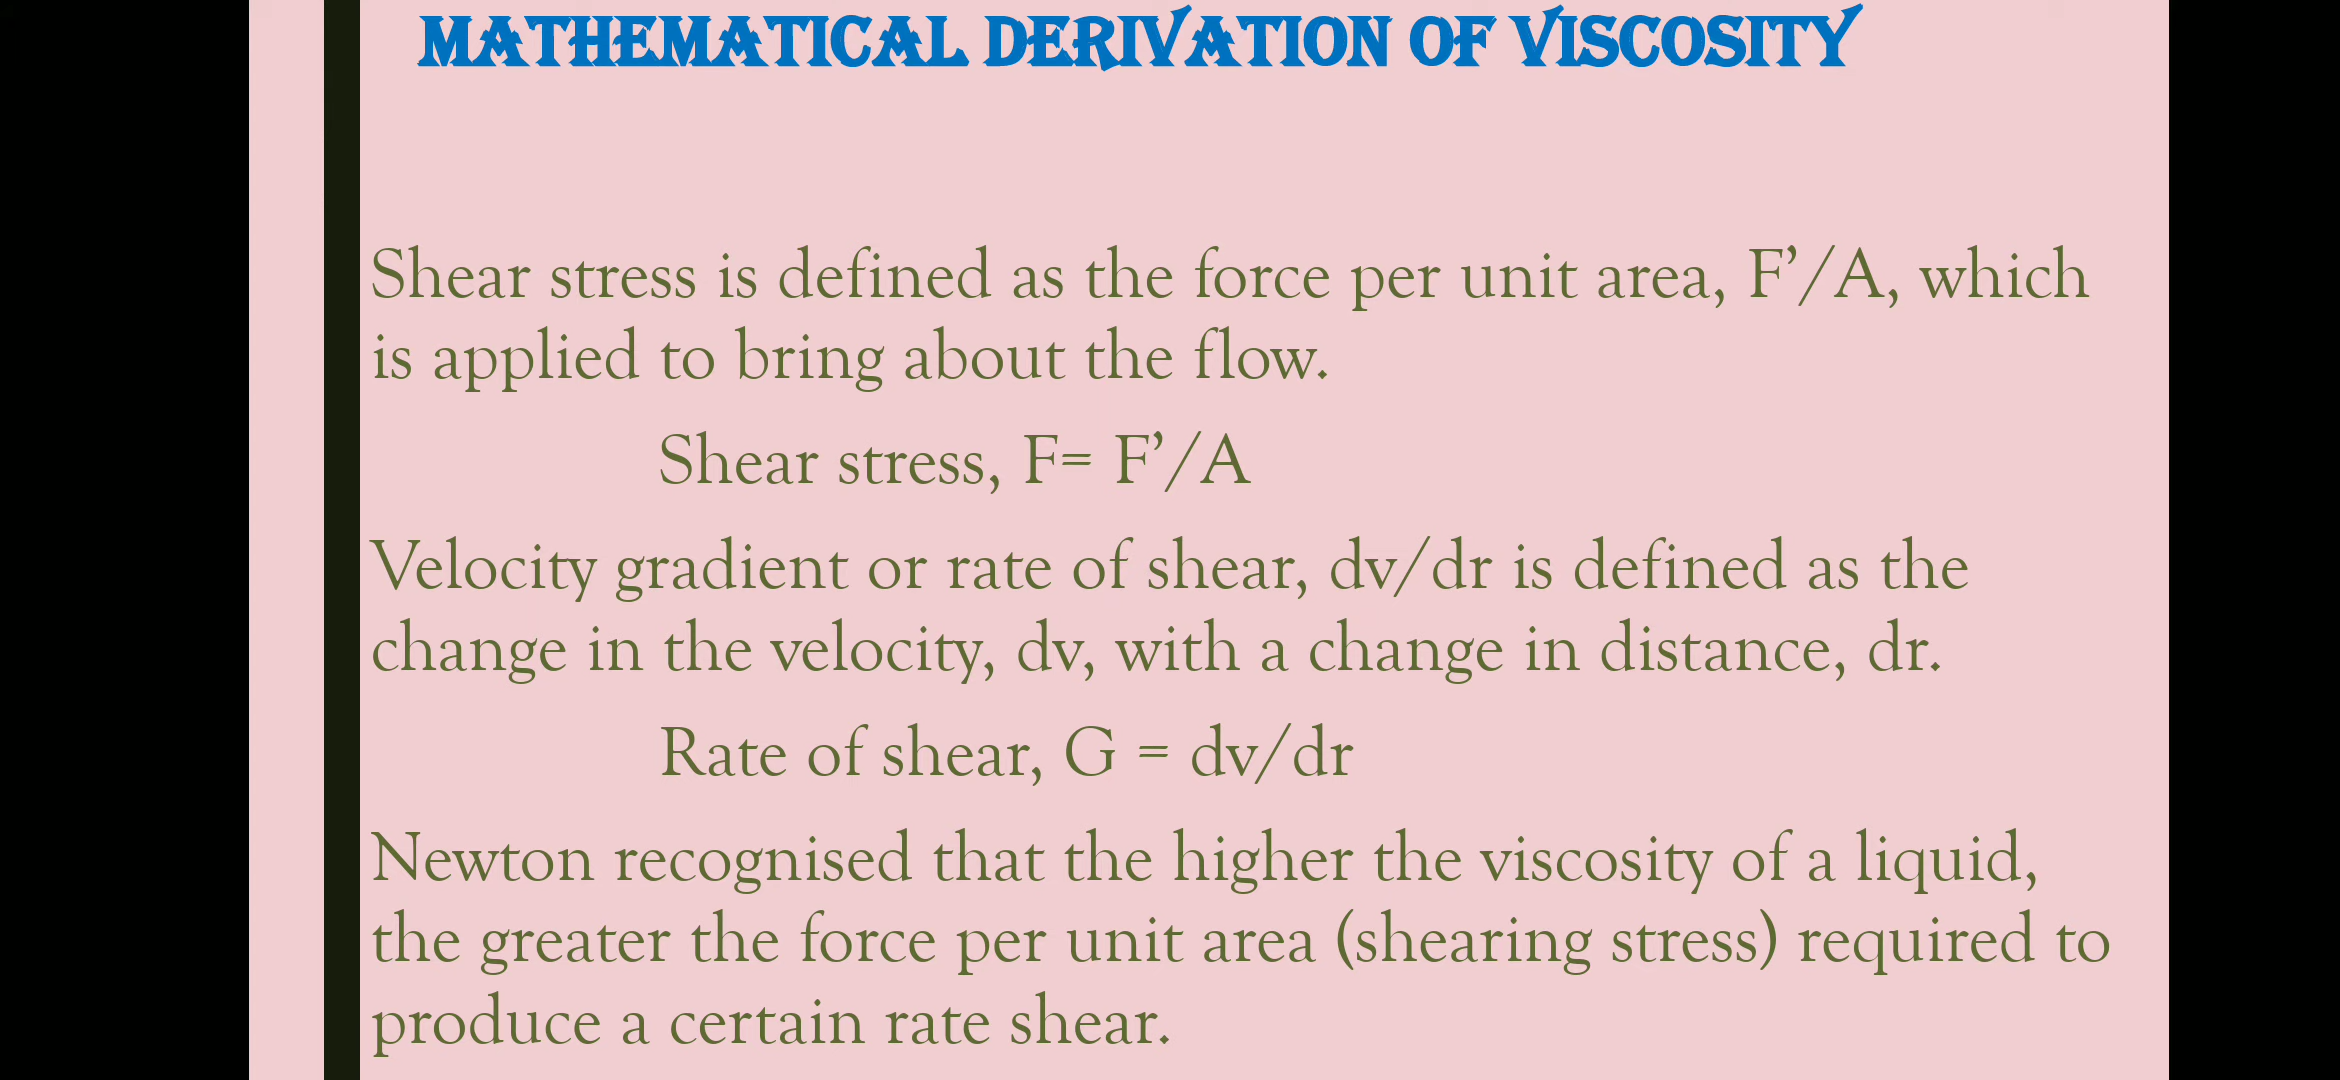 MATHEMATICAL DERIVATION OF VISCOSITY
Shear stress is defined as the force per unit area, F’/A, which
is applied to bring about the flow.
Shear stress, F= F’/A
Velocity gradient or rate of shear, dv/dr is defined as the
change in the velocity, dv, with a change in distance, dr.
Rate of shear, G = dv/dr
Newton recognised that the higher the viscosity of a liquid,
the greater the force per unit area (shearing stress) required to
produce a certain rate shear.